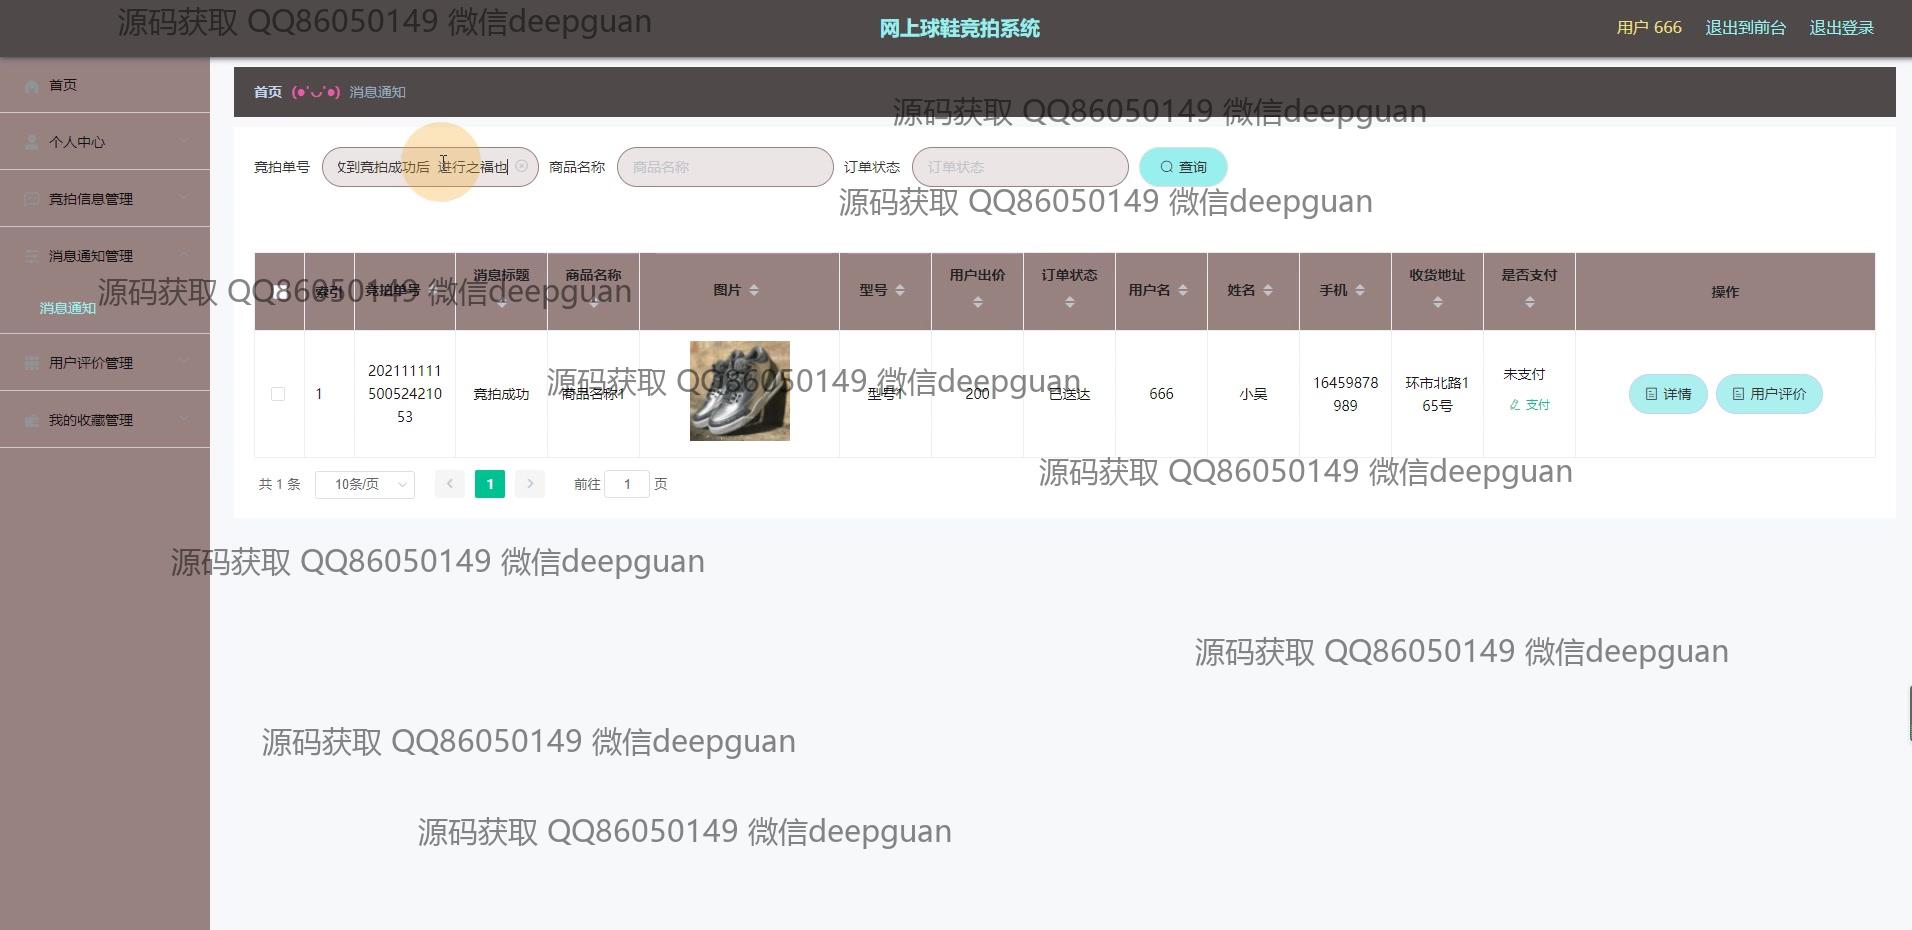 源码获取 QQ86050149 微信deepguan
网上球鞋竞拍系统
用户 666 退出到前台 退出登录
首页
个人中心
竞拍信息管理
消息通知管理
消息通知
用户评价管理
我的收藏管理
首页 (●'◡'●) 消息通知
源码获取 QQ86050149 微信deepguan
竞拍单号 到竞拍成功后 进行之福也 商品名称 商品名称 订单状态 订单状态 查询
源码获取 QQ86050149 微信deepguan
索引 竞拍单号 消息标题 商品名称 图片 型号 用户出价 订单状态 用户名 姓名 手机 收货地址 是否支付 操作
源码获取 QQ86050149 微信deepguan
1 202111111 竞拍成功 商品名称1 型号1 200 已送达 666 小吴 16459878 环市北路1 未支付 详情 用户评价
500524210 989 65号 支付
53
源码获取 QQ86050149 微信deepguan
共 1 条 10条/页 1 前往 1 页
源码获取 QQ86050149 微信deepguan
源码获取 QQ86050149 微信deepguan
源码获取 QQ86050149 微信deepguan
源码获取 QQ86050149 微信deepguan
源码获取 QQ86050149 微信deepguan